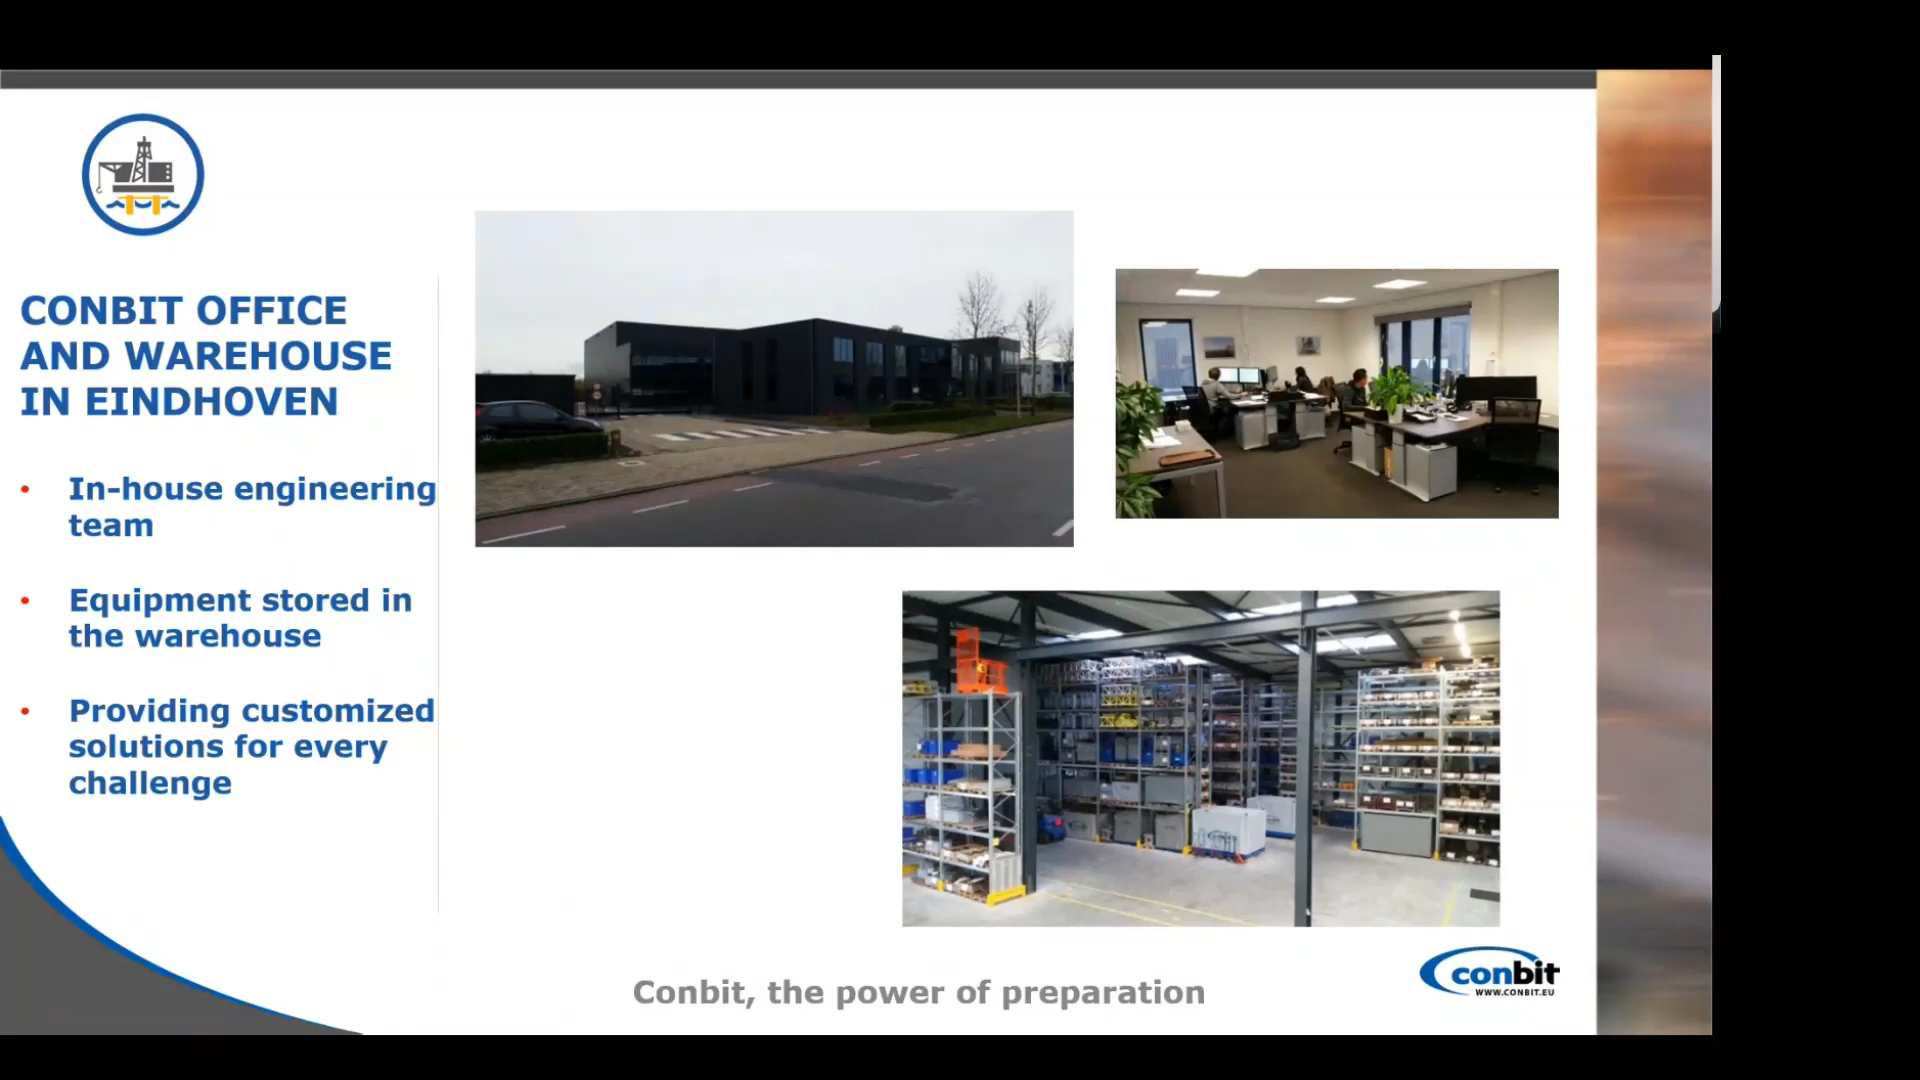 CONBIT OFFICE
AND WAREHOUSE
IN EINDHOVEN
• In-house engineering
team
• Equipment stored in
the warehouse
• Providing customized
solutions for every
challenge
Conbit, the power of preparation
conbit
WWW.CONBIT.EU